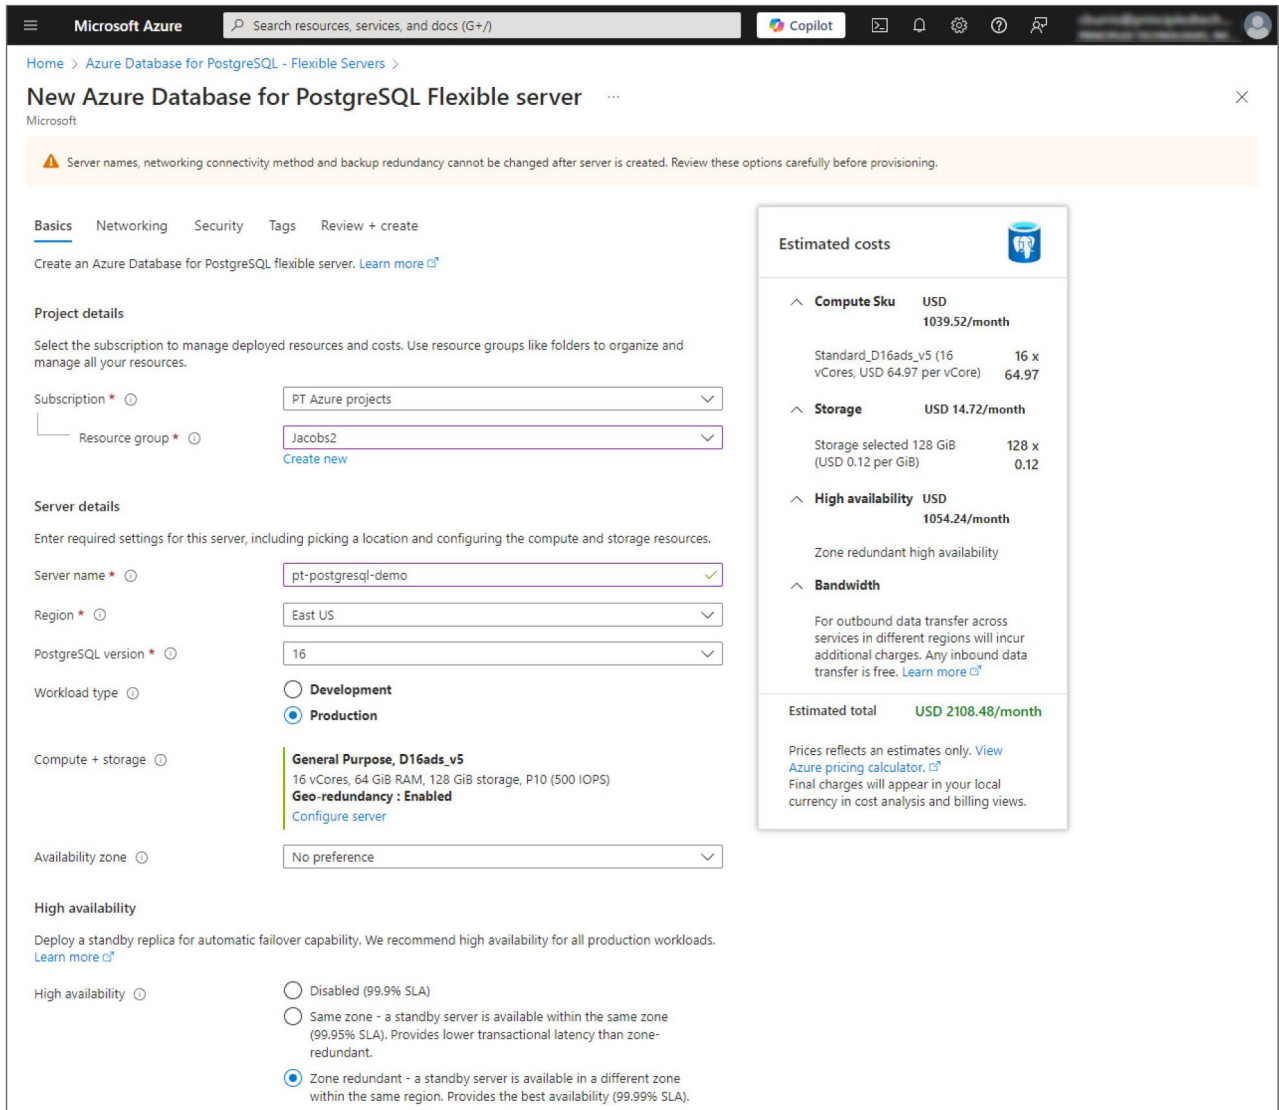 Microsoft Azure
Search resources, services, and docs (G+/)
Copilot
Home > Azure Database for PostgreSQL - Flexible Servers >
New Azure Database for PostgreSQL Flexible server ...
Microsoft
Server names, networking connectivity method and backup redundancy cannot be changed after server is created. Review these options carefully before provisioning.
Basics Networking Security Tags Review + create
Create an Azure Database for PostgreSQL flexible server. Learn more
Project details
Select the subscription to manage deployed resources and costs. Use resource groups like folders to organize and
manage all your resources.
Subscription * PT Azure projects
Resource group * Jacobs2
Create new
Server details
Enter required settings for this server, including picking a location and configuring the compute and storage resources.
Server name * pt-postgresql-demo
Region * East US
PostgreSQL version * 16
Workload type Development
Production
Compute + storage General Purpose, D16ads_v5
16 vCores, 64 GiB RAM, 128 GiB storage, P10 (500 IOPS)
Geo-redundancy : Enabled
Configure server
Availability zone No preference
High availability
Deploy a standby replica for automatic failover capability. We recommend high availability for all production workloads.
Learn more
High availability Disabled (99.9% SLA)
Same zone - a standby server is available within the same zone
(99.95% SLA). Provides lower transactional latency than zone-
redundant.
Zone redundant - a standby server is available in a different zone
within the same region. Provides the best availability (99.99% SLA).
Estimated costs
Compute Sku USD
1039.52/month
Standard_D16ads_v5 (16 16 x
vCores, USD 64.97 per vCore) 64.97
Storage USD 14.72/month
Storage selected 128 GiB 128 x
(USD 0.12 per GiB) 0.12
High availability USD
1054.24/month
Zone redundant high availability
Bandwidth
For outbound data transfer across
services in different regions will incur
additional charges. Any inbound data
transfer is free. Learn more
Estimated total USD 2108.48/month
Prices reflects an estimates only. View
Azure pricing calculator.
Final charges will appear in your local
currency in cost analysis and billing views.